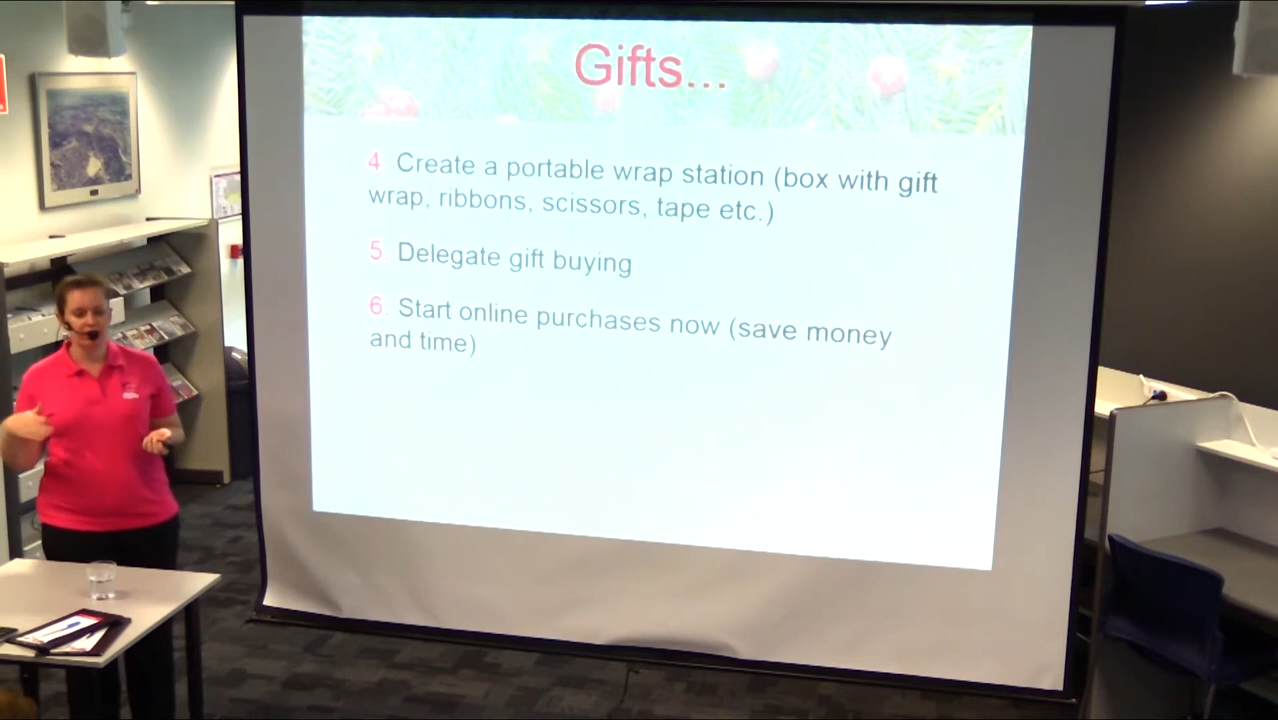 Gifts...
4. Create a portable wrap station (box with gift
wrap, ribbons, scissors, tape etc.)
5. Delegate gift buying
6. Start online purchases now (save money
and time)